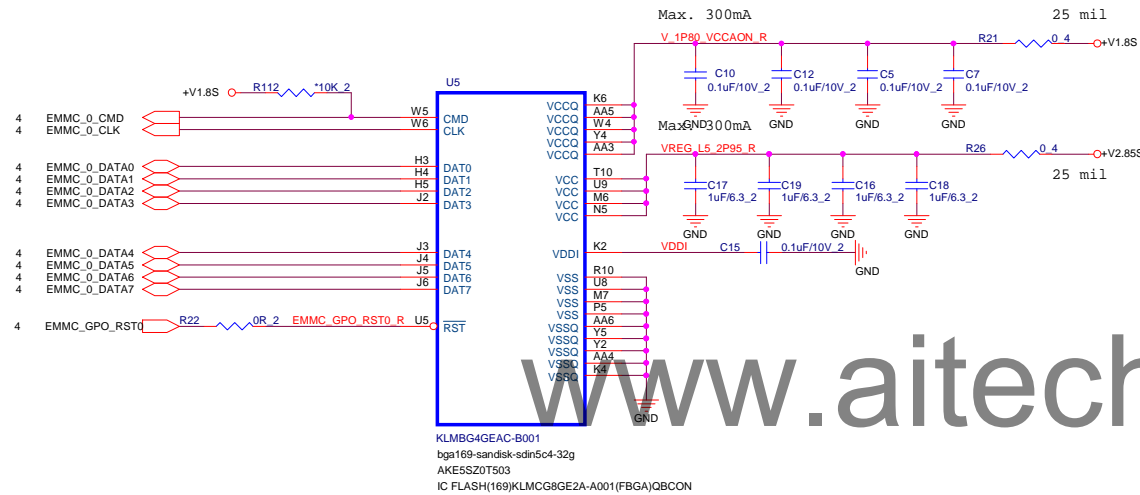 Max. 300mA 25 mil
V_1P80_VCCAON_R R21 0_4 +V1.8S
C10 0.1uF/10V_2 C12 0.1uF/10V_2 C5 0.1uF/10V_2 C7 0.1uF/10V_2
GND GND GND GND
Max. 300mA
VREG_L5_2P95_R R26 0_4 +V2.85S
25 mil
C17 1uF/6.3_2 C19 1uF/6.3_2 C16 1uF/6.3_2 C18 1uF/6.3_2
GND GND GND GND
VDDI C15 0.1uF/10V_2
GND
+V1.8S R112 *10K_2
U5
4 EMMC_0_CMD W5 CMD
4 EMMC_0_CLK W6 CLK
4 EMMC_0_DATA0 H3 DAT0
4 EMMC_0_DATA1 H4 DAT1
4 EMMC_0_DATA2 H5 DAT2
4 EMMC_0_DATA3 J2 DAT3
4 EMMC_0_DATA4 J3 DAT4
4 EMMC_0_DATA5 J4 DAT5
4 EMMC_0_DATA6 J5 DAT6
4 EMMC_0_DATA7 J6 DAT7
4 EMMC_GPO_RST0 R22 0R_2 EMMC_GPO_RST0_R U5 RST
VCCQ K6
VCCQ AA5
VCCQ W4
VCCQ Y4
VCCQ AA3
VCC T10
VCC U9
VCC M6
VCC N5
VDDI K2
VSS R10
VSS U8
VSS M7
VSS P5
VSSQ AA6
VSSQ Y5
VSSQ Y2
VSSQ AA4
VSSQ K4
GND
www.aitech
KLMBG4GEAC-B001
bga169-sandisk-sdin5c4-32g
AKE5SZ0T503
IC FLASH(169)KLMCG8GE2A-A001(FBGA)QBCON